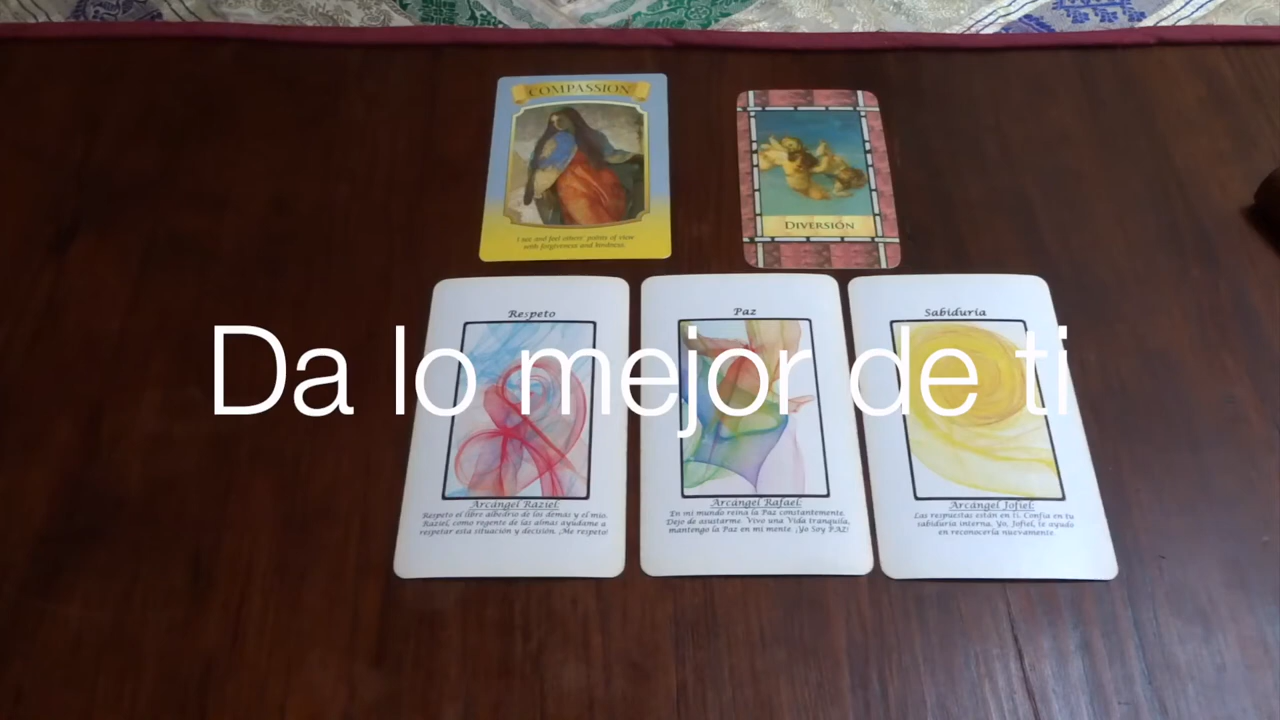 COMPASSION
I see and feel others' points of view
with forgiveness and kindness.
DIVERSIÓN
Respeto
Paz
Sabiduría
Da lo mejor de ti
Arcángel Raziel:
Respeto el libre albedrío de los demás y el mío.
Raziel, como regente de las almas ayúdame a
respetar esta situación y decisión. ¡Me respeto!
Arcángel Rafael:
En mi mundo reina la Paz constantemente.
Dejo de asustarme. Vivo una Vida tranquila,
mantengo la Paz en mi mente. ¡Yo Soy PAZ!
Arcángel Jofiel:
Las respuestas están en ti. Confía en tu
sabiduría interna. Yo, Jofiel, te ayudo
en reconocerla nuevamente.